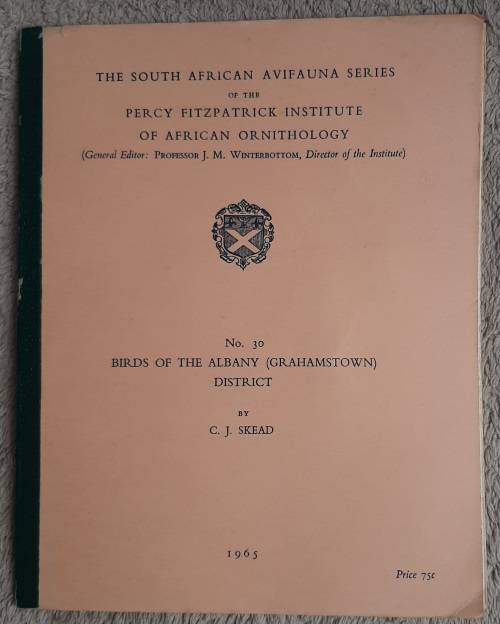 THE SOUTH AFRICAN AVIFAUNA SERIES
OF THE
PERCY FITZPATRICK INSTITUTE
OF AFRICAN ORNITHOLOGY
(General Editor: PROFESSOR J. M. WINTERBOTTOM, Director of the Institute)
No. 30
BIRDS OF THE ALBANY (GRAHAMSTOWN)
DISTRICT
BY
C. J. SKEAD
1965
Price 75c